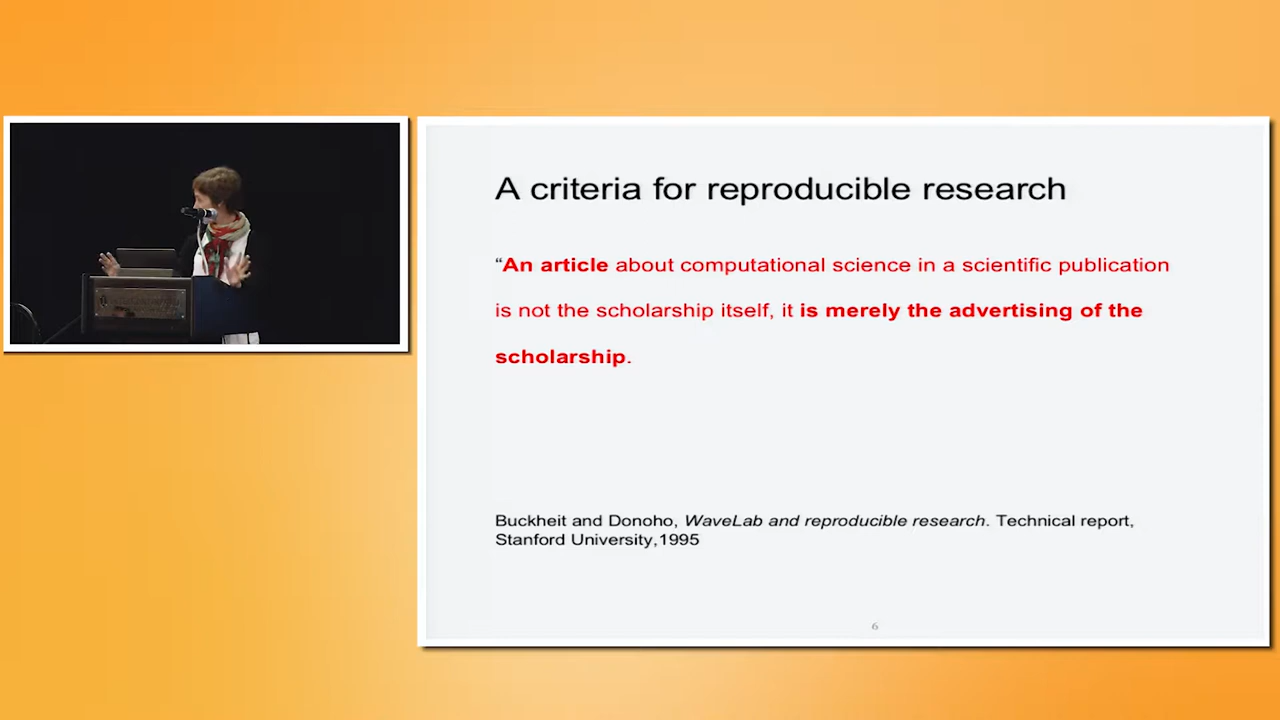 A criteria for reproducible research
“An article about computational science in a scientific publication
is not the scholarship itself, it is merely the advertising of the
scholarship.
Buckheit and Donoho, WaveLab and reproducible research. Technical report,
Stanford University,1995
6